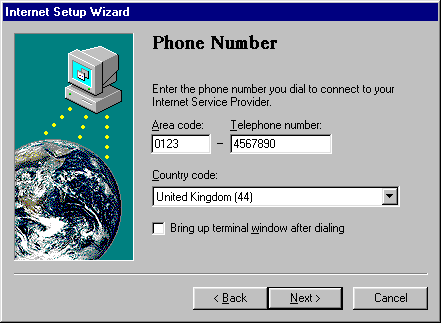 Internet Setup Wizard
Phone Number
Enter the phone number you dial to connect to your
Internet Service Provider.
Area code: Telephone number:
0123 – 4567890
Country code:
United Kingdom (44)
Bring up terminal window after dialing
< Back Next > Cancel